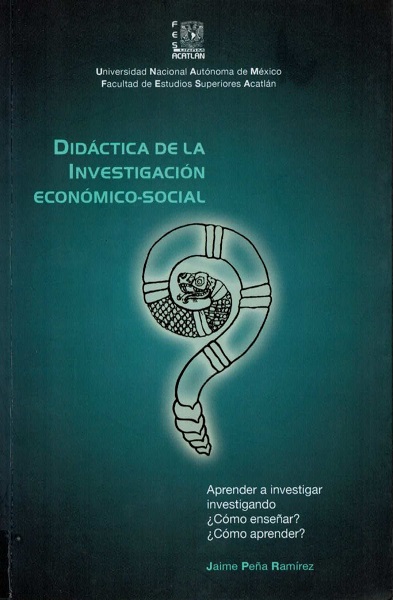 FES
ACATLÁN
Universidad Nacional Autónoma de México
Facultad de Estudios Superiores Acatlán
DIDÁCTICA DE LA
INVESTIGACIÓN
ECONÓMICO-SOCIAL
Aprender a investigar
investigando
¿Cómo enseñar?
¿Cómo aprender?
Jaime Peña Ramírez